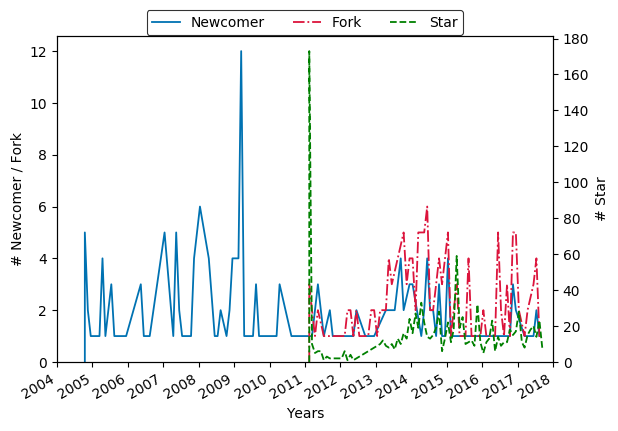 Newcomer Fork Star
12 10 8 6 4 2 0
# Newcomer / Fork
180 160 140 120 100 80 60 40 20 0
# Star
2004 2005 2006 2007 2008 2009 2010 2011 2012 2013 2014 2015 2016 2017 2018
Years